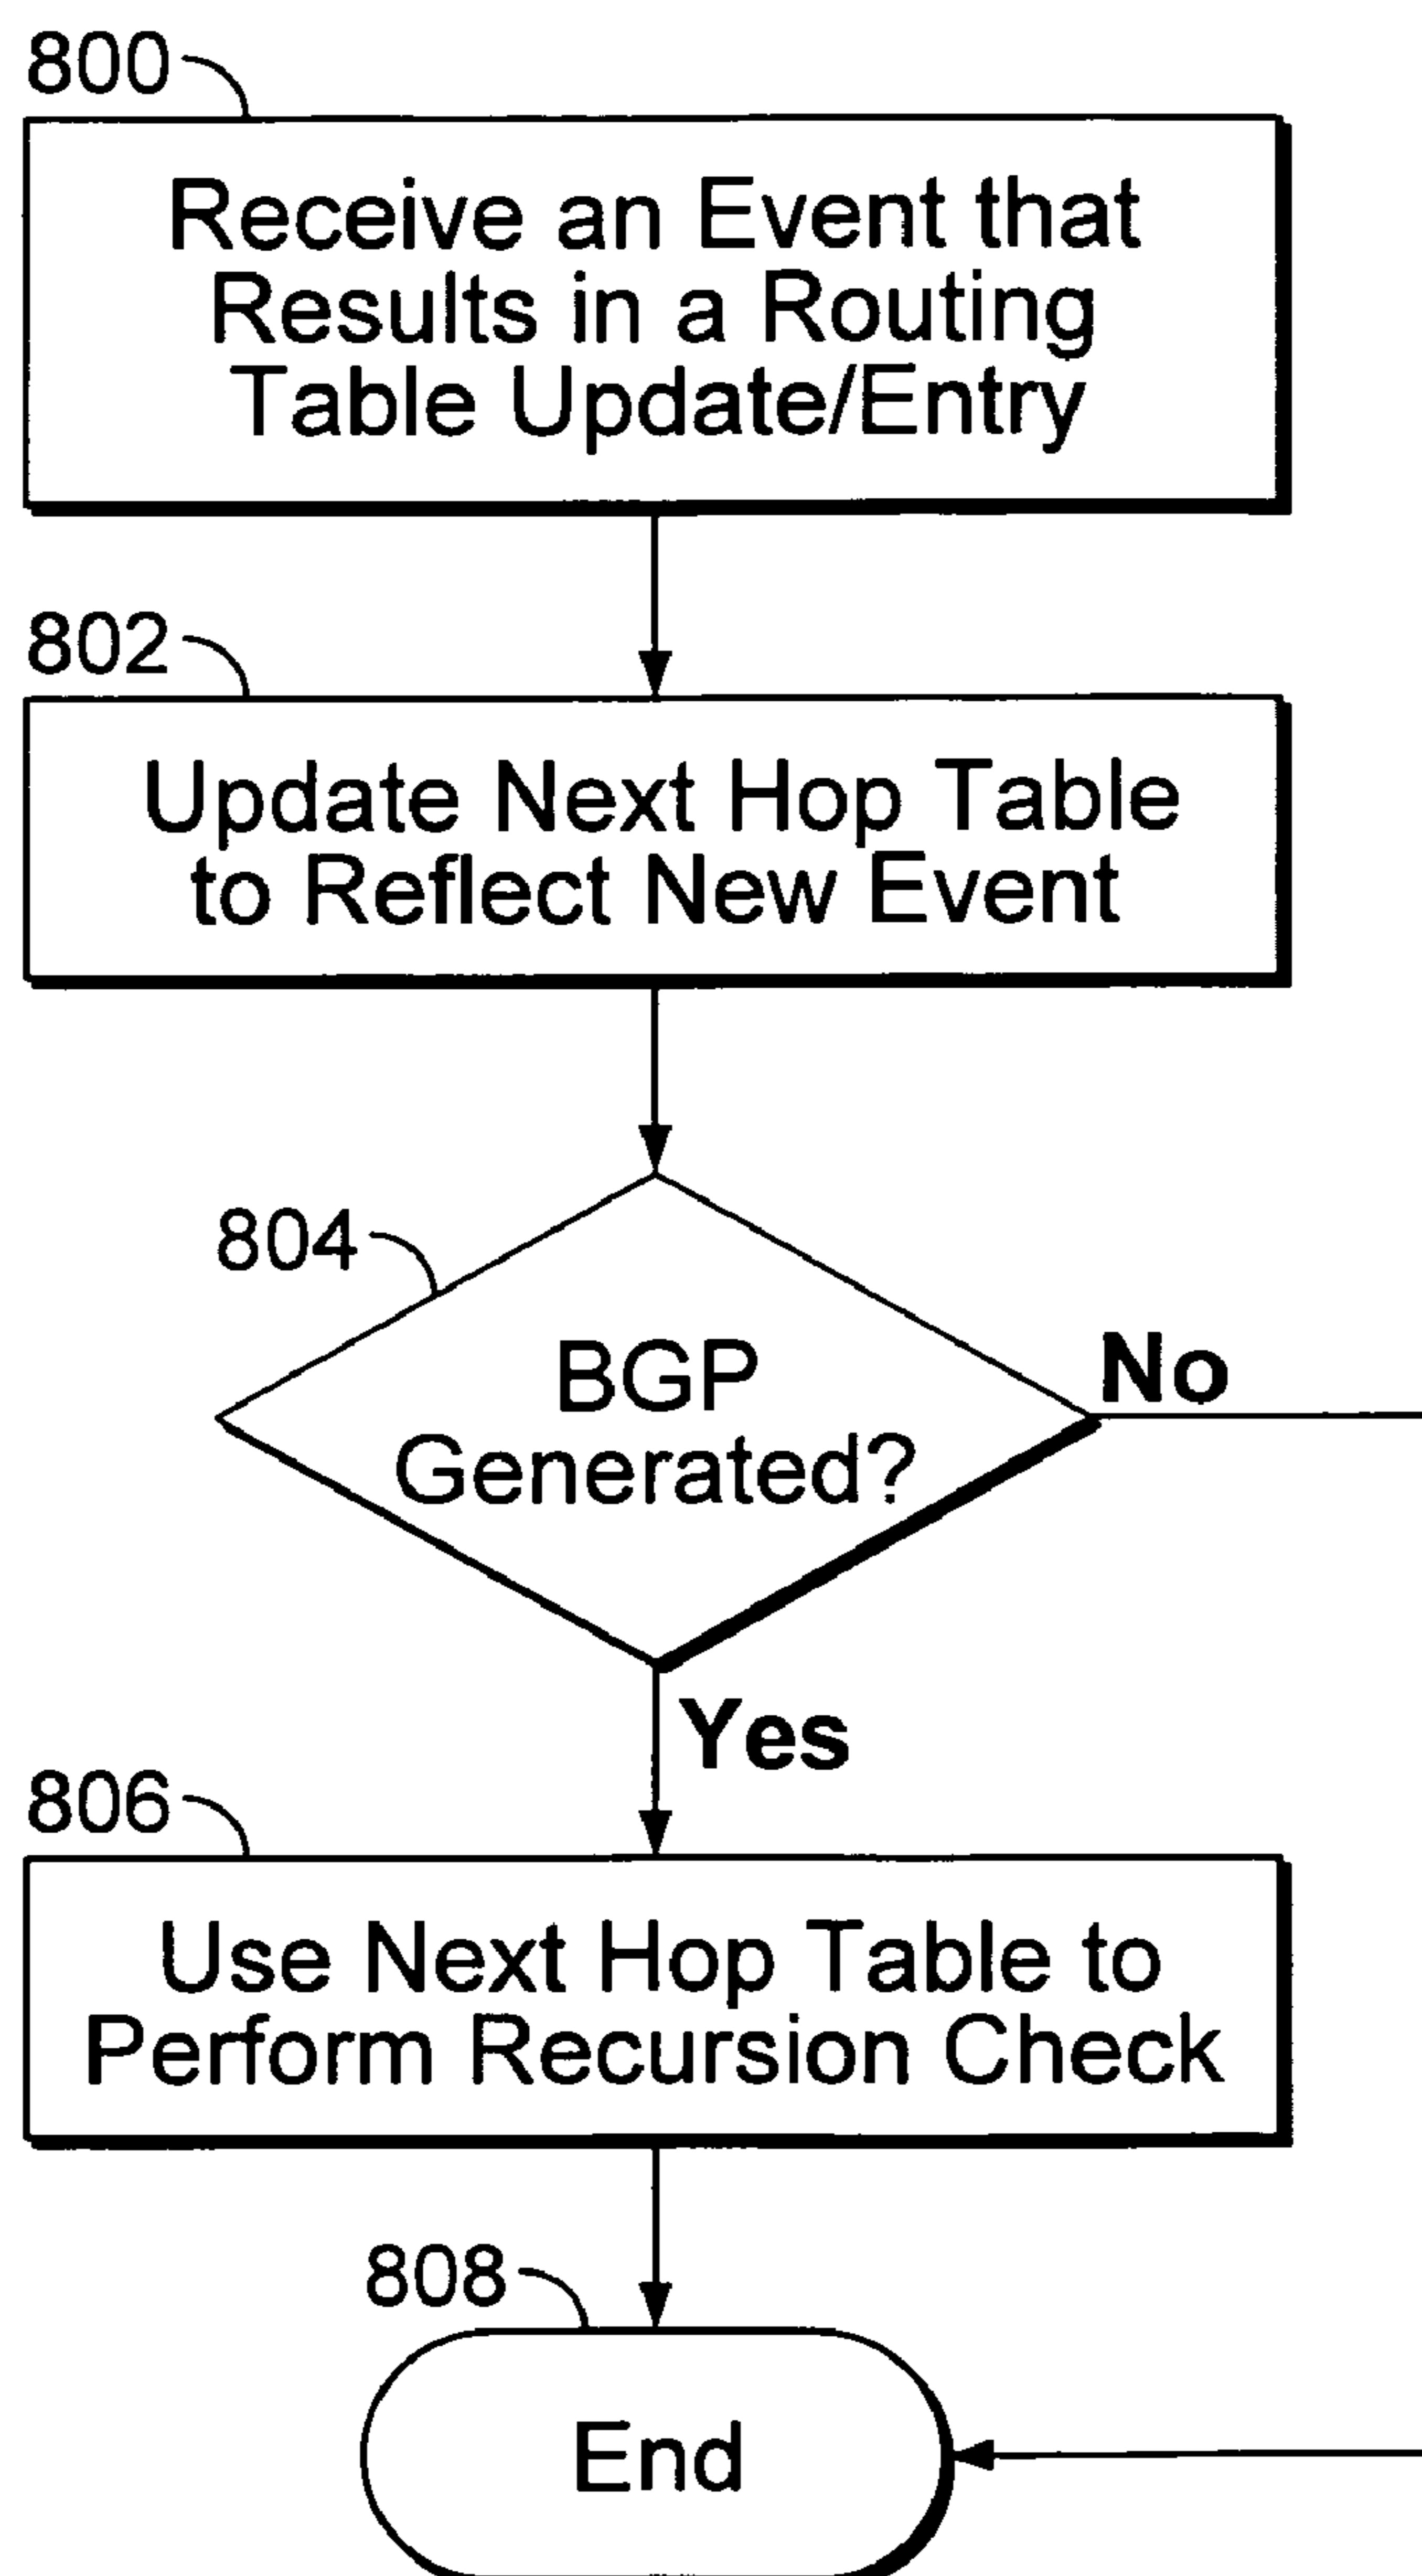 800
Receive an Event that
Results in a Routing
Table Update/Entry
802
Update Next Hop Table
to Reflect New Event
804
BGP
Generated?
No
Yes
806
Use Next Hop Table to
Perform Recursion Check
808
End